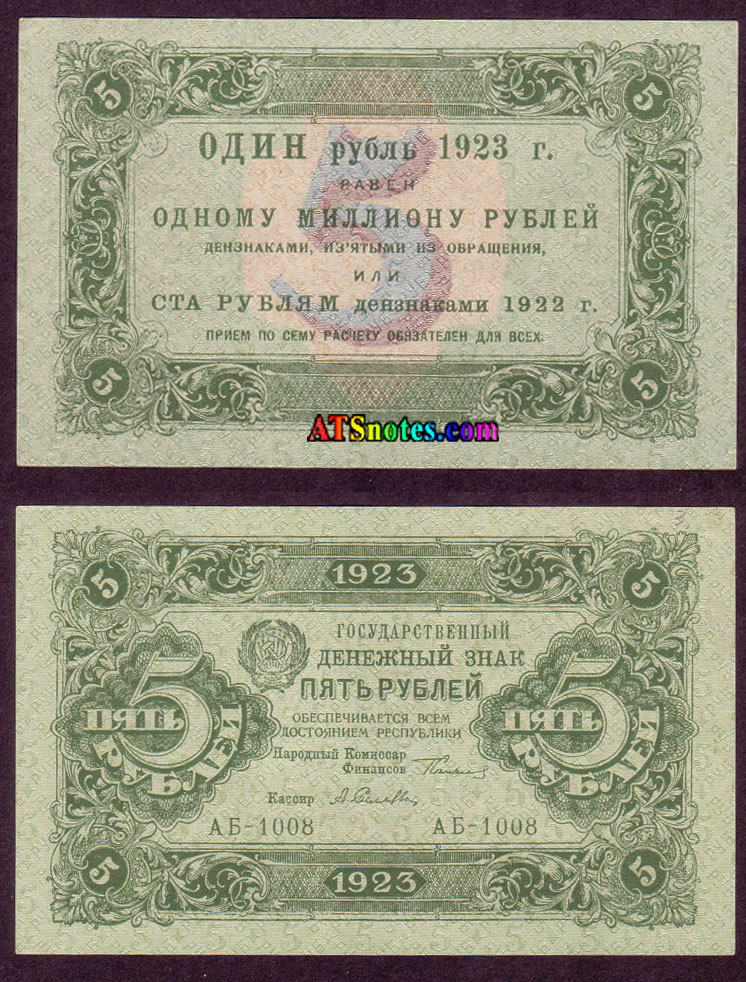 5 5
ОДИН рубль 1923 г.
РАВЕН
ОДНОМУ МИЛЛИОНУ РУБЛЕЙ
ДЕНЗНАКАМИ, ИЗ'ЯТЫМИ ИЗ ОБРАЩЕНИЯ,
ИЛИ
СТА РУБЛЯМ дензнаками 1922 г.
ПРИЕМ ПО СЕМУ РАСЧЕТУ ОБЯЗАТЕЛЕН ДЛЯ ВСЕХ.
5
5 5
ATSnotes.com
5 1923 5
ГОСУДАРСТВЕННЫЙ
ДЕНЕЖНЫЙ ЗНАК
ПЯТЬ РУБЛЕЙ
5 ПЯТЬ РУБЛЕЙ
5 ПЯТЬ РУБЛЕЙ
ОБЕСПЕЧИВАЕТСЯ ВСЕМ
ДОСТОЯНИЕМ РЕСПУБЛИКИ
Народный Комиссар
Финансов
Кассир
АБ-1008 АБ-1008
5 1923 5